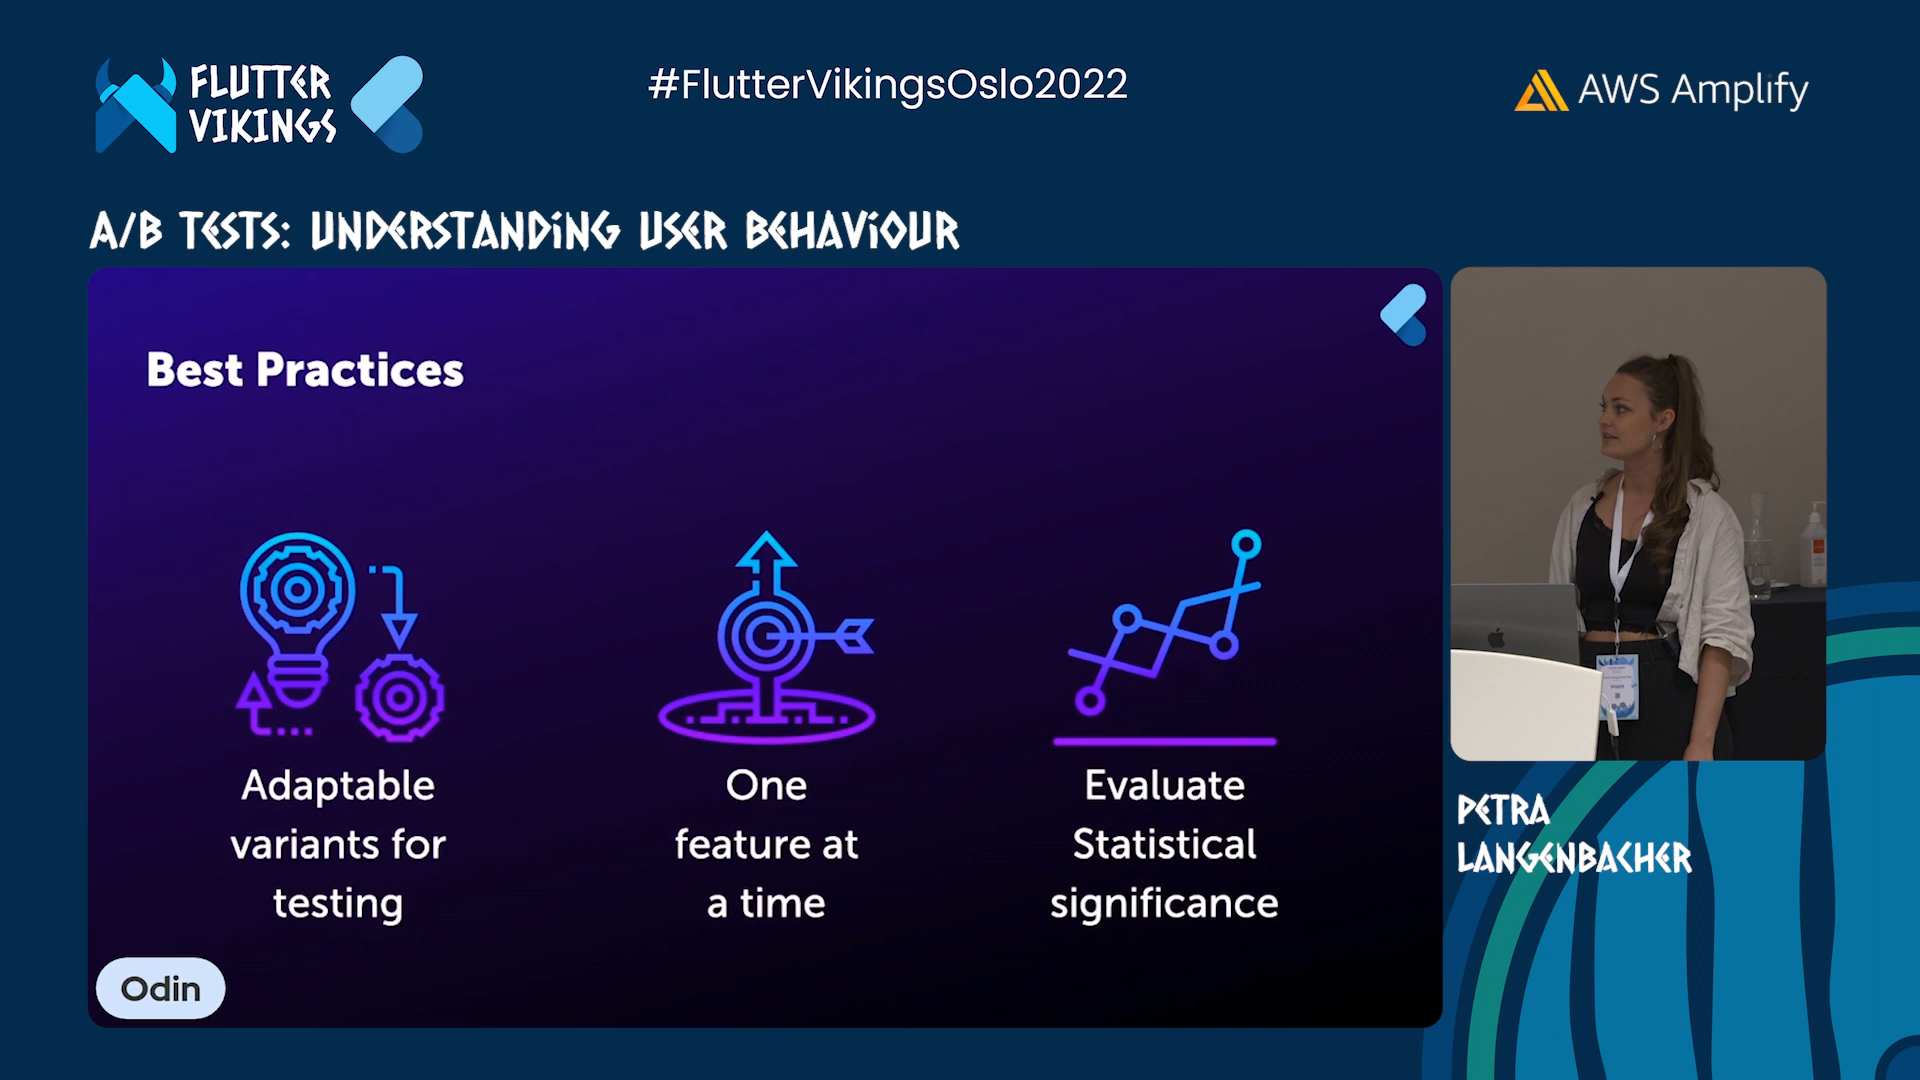 FLUTTER
VIKINGS
#FlutterVikingsOslo2022
AWS Amplify
A/B TESTS: UNDERSTANDING USER BEHAVIOUR
Best Practices
Adaptable
variants for
testing
One
feature at
a time
Evaluate
Statistical
significance
Odin
PETRA
LANGENBACHER